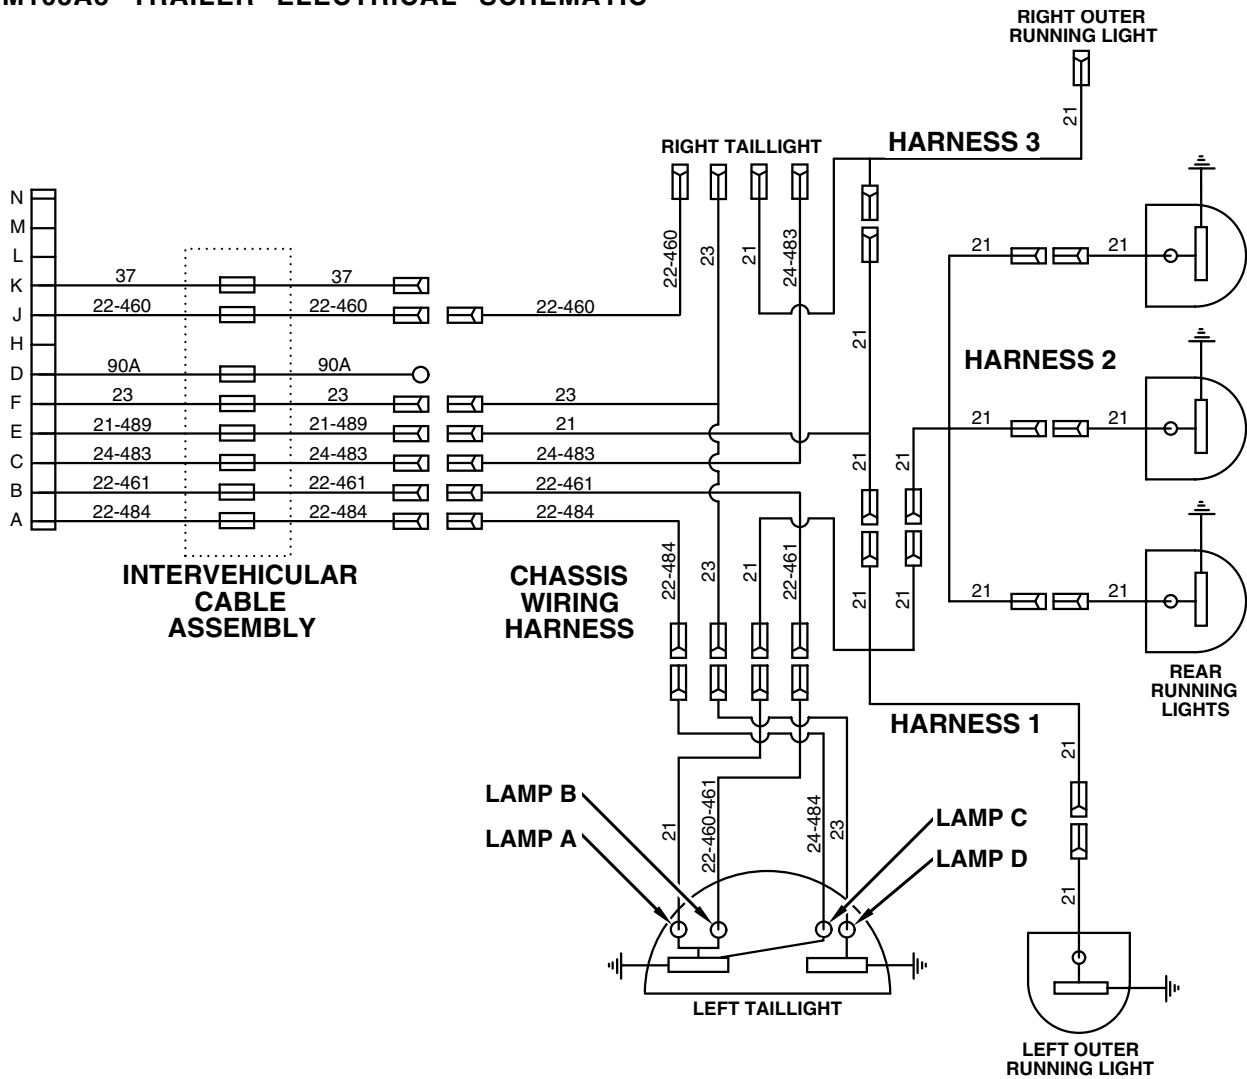 M105A3 TRAILER ELECTRICAL SCHEMATIC
RIGHT OUTER
RUNNING LIGHT
21
RIGHT TAILLIGHT
HARNESS 3
22-460
23
21
24-483
21
N
M
L
K 37 37
J 22-460 22-460 22-460
H
D 90A 90A
F 23 23 23
E 21-489 21-489 21
C 24-483 24-483 24-483
B 22-461 22-461 22-461
A 22-484 22-484 22-484
INTERVEHICULAR
CABLE
ASSEMBLY
CHASSIS
WIRING
HARNESS
22-484
23
21
22-461
21
21
21
21
21 21
HARNESS 2
21 21
21 21
REAR
RUNNING
LIGHTS
HARNESS 1
21
21
LAMP B
LAMP A
21
22-460-461
24-484
23
LAMP C
LAMP D
LEFT TAILLIGHT
LEFT OUTER
RUNNING LIGHT